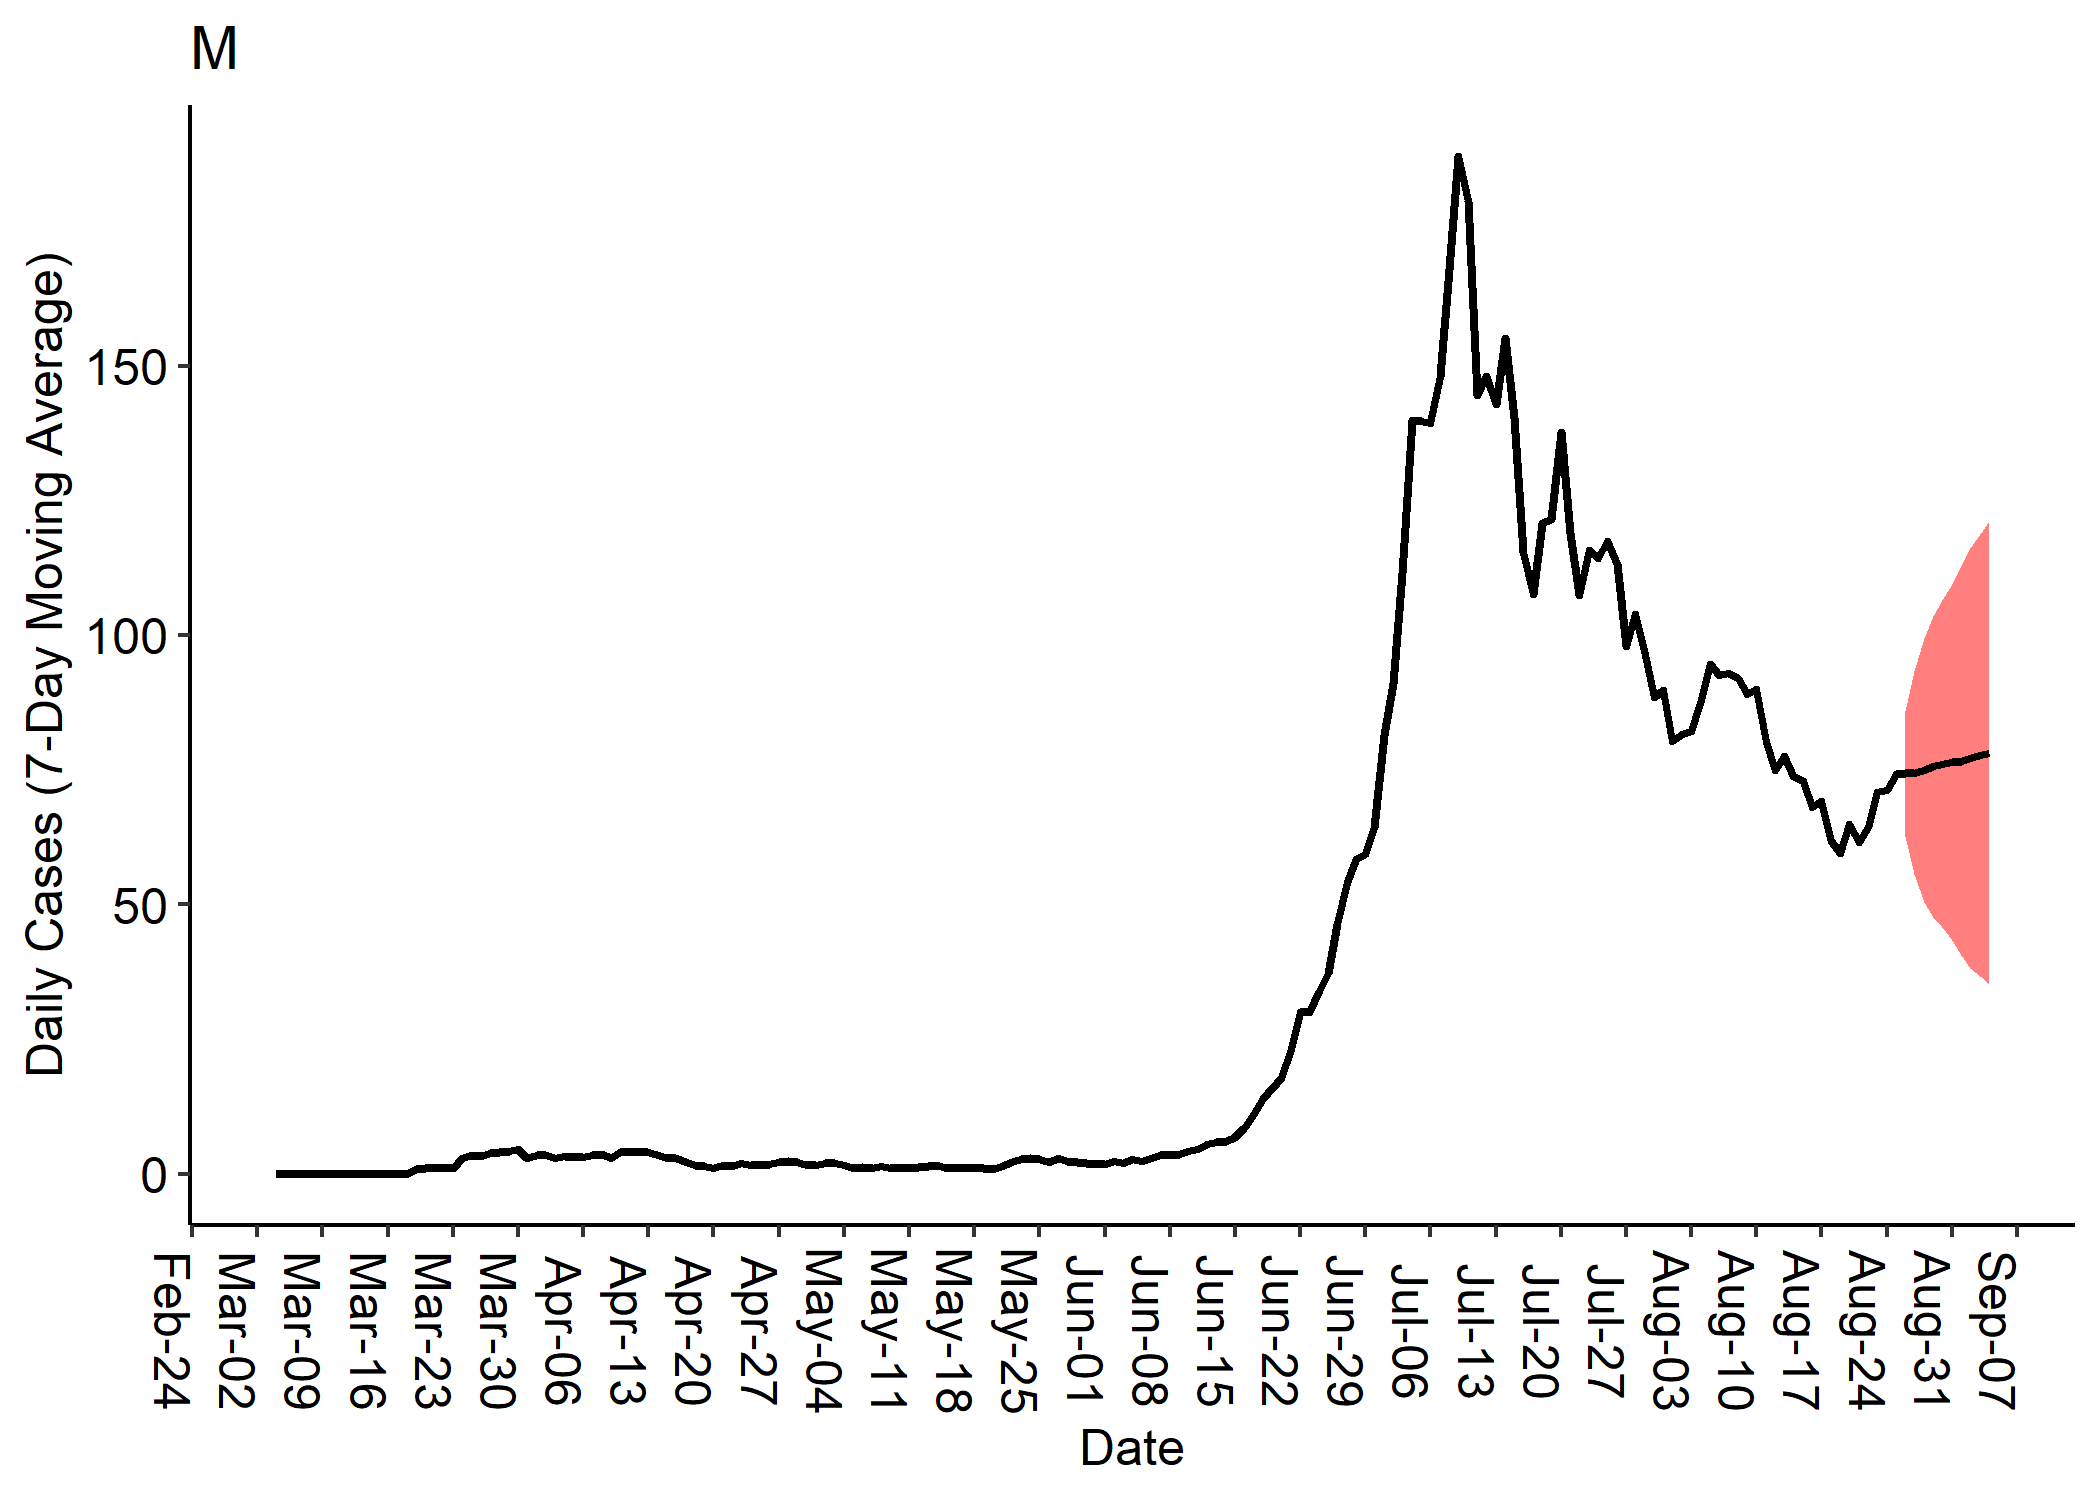 M
Daily Cases (7-Day Moving Average)
150
100
50
0
Feb-24
Mar-02
Mar-09
Mar-16
Mar-23
Mar-30
Apr-06
Apr-13
Apr-20
Apr-27
May-04
May-11
May-18
May-25
Jun-01
Jun-08
Jun-15
Jun-22
Jun-29
Jul-06
Jul-13
Jul-20
Jul-27
Aug-03
Aug-10
Aug-17
Aug-24
Aug-31
Sep-07
Date